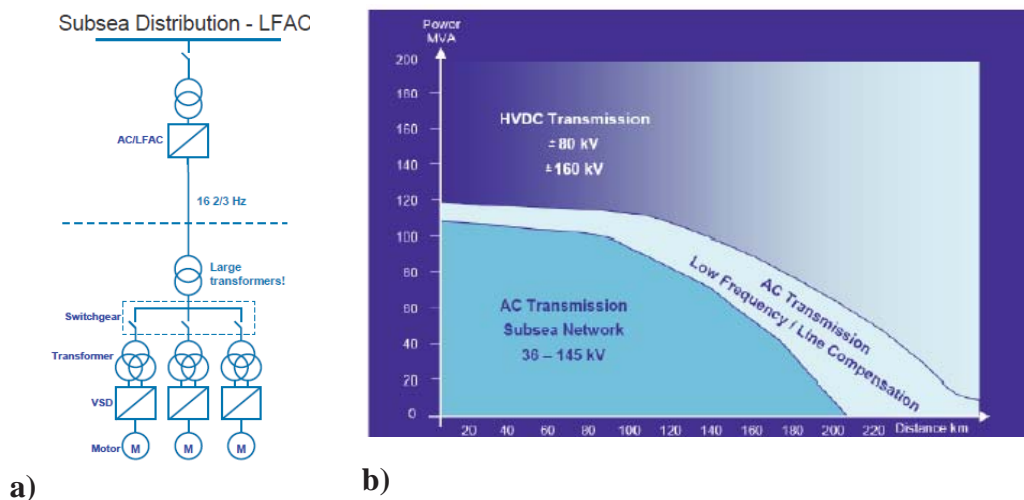 Subsea Distribution - LFAC
AC/LFAC
16 2/3 Hz
Large
transformers!
Switchgear
Transformer
VSD
Motor
M
M
M
a)
Power
MVA
200
180
160
140
120
100
80
60
40
20
0
HVDC Transmission
± 80 kV
± 160 kV
AC Transmission
Low Frequency / Line Compensation
AC Transmission
Subsea Network
36 – 145 kV
20 40 60 80 100 120 140 160 180 200 220 Distance km
b)